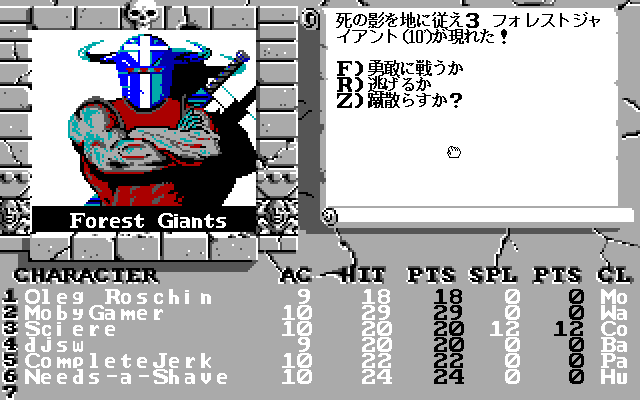 死の影を地に従え3 フォレストジャ
イアント(10')が現れた！
F)勇敢に戦うか
R)逃げるか
Z)蹴散らすか？
Forest Giants
CHARACTER AC HIT PTS SPL PTS CL
1 Oleg Roschin 9 18 18 0 0 Mo
2 MobyGamer 10 29 29 0 0 Wa
3 Sciere 10 20 20 12 12 Co
4 djsw 9 20 20 0 0 Ba
5 CompleteJerk 10 22 22 0 0 Pa
6 Needs-a-Shave 10 24 24 0 0 Hu
7